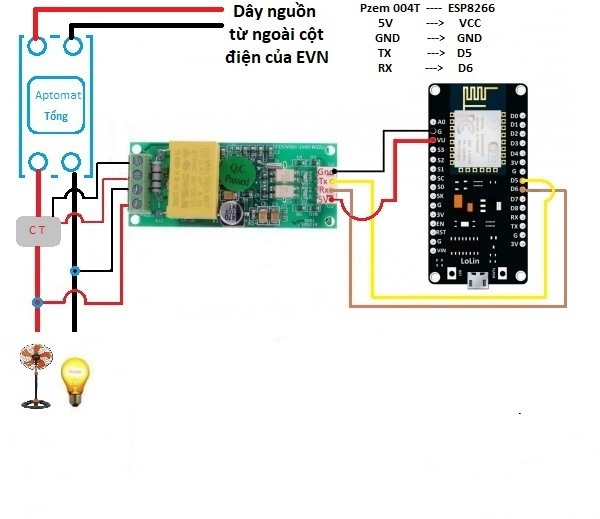 Dây nguồn
từ ngoài cột
điện của EVN
Pzem 004T ---- ESP8266
5V ---> VCC
GND ---> GND
TX ---> D5
RX ---> D6
Aptomat
Tổng
CT
Q.C
Passed
Gnd
Tx
Rx
5V
A0
G
VU
S3
S2
S1
SC
S0
SK
G
3V
EN
RST
G
VIN
D0
D1
D2
D3
D4
3V
G
D5
D6
D7
D8
RX
TX
G
3V
LoLin